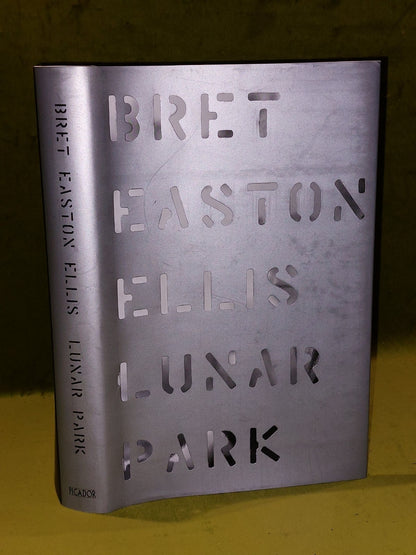 BRET EASTON ELLIS LUNAR PARK
PICADOR
BRET
EASTON
ELLIS
LUNAR
PARK